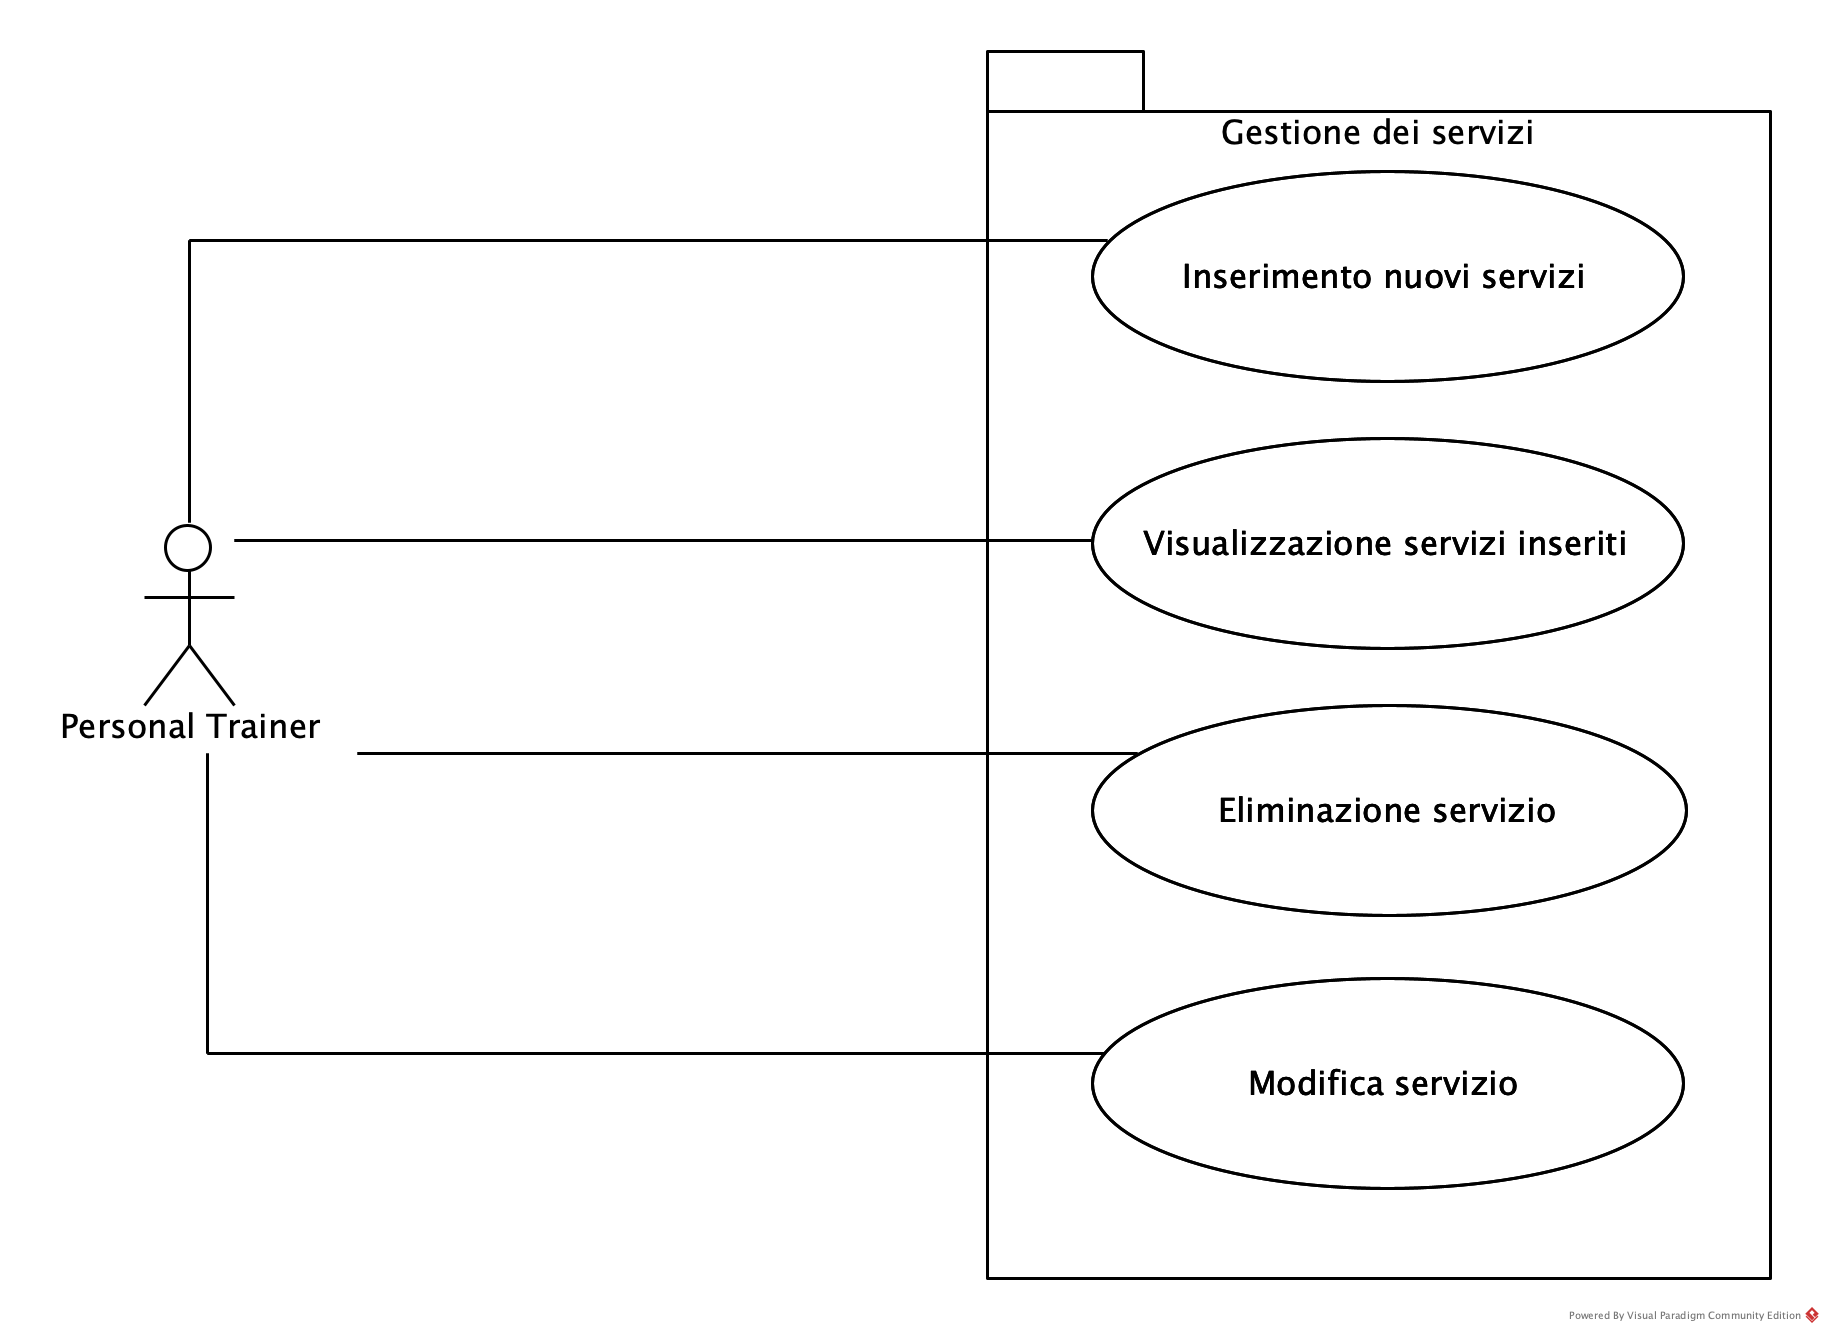 Gestione dei servizi
Inserimento nuovi servizi
Visualizzazione servizi inseriti
Personal Trainer
Eliminazione servizio
Modifica servizio
Powered By Visual Paradigm Community Edition